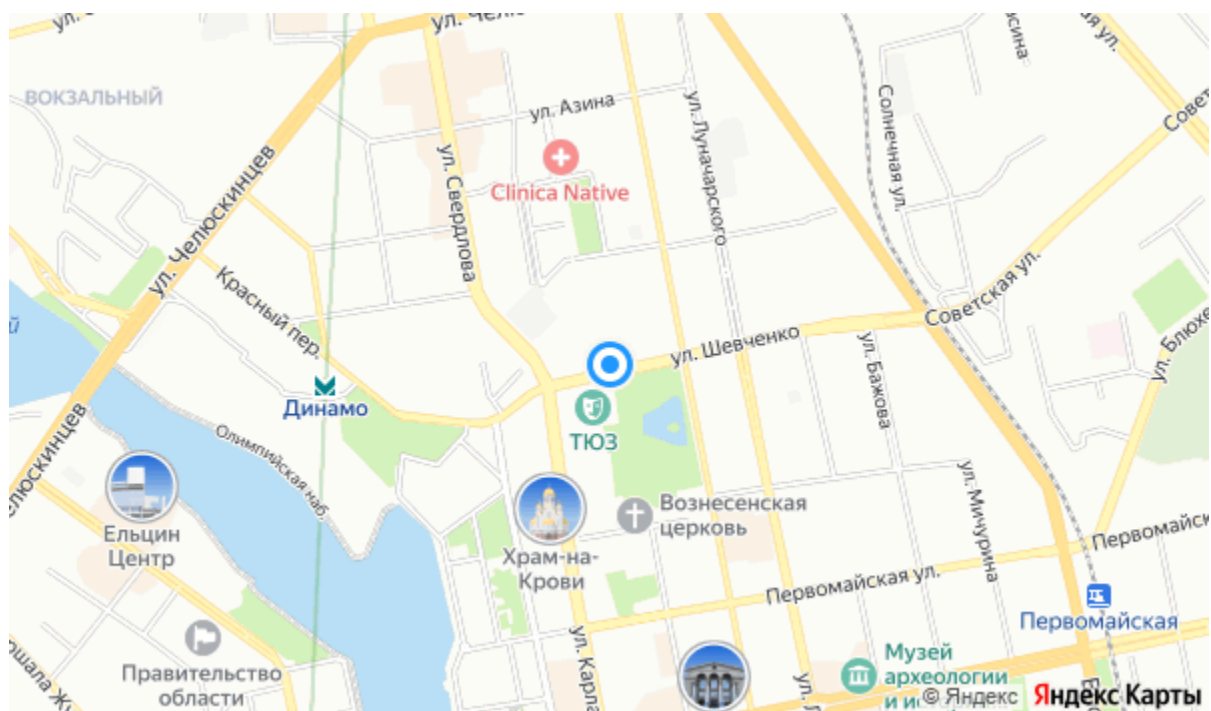 ул. Челю
ВОКЗАЛЬНЫЙ
ул. Азина
ул. Луначарского
Солнечная ул.
Clinica Native
ул. Свердлова
ул. Челюскинцев
Красный пер.
Советская ул.
ул. Шевченко
ул. Бажова
ул. Блюхе
Динамо
ТЮЗ
Олимпийская наб.
Ельцин
Центр
Храм-на-
Крови
Вознесенская
церковь
ул. Мичурина
Первомайск
Первомайская ул.
Первомайская
Правительство
области
ул. Карла
Музей
археологии
и ис
© Яндекс
Яндекс Карты